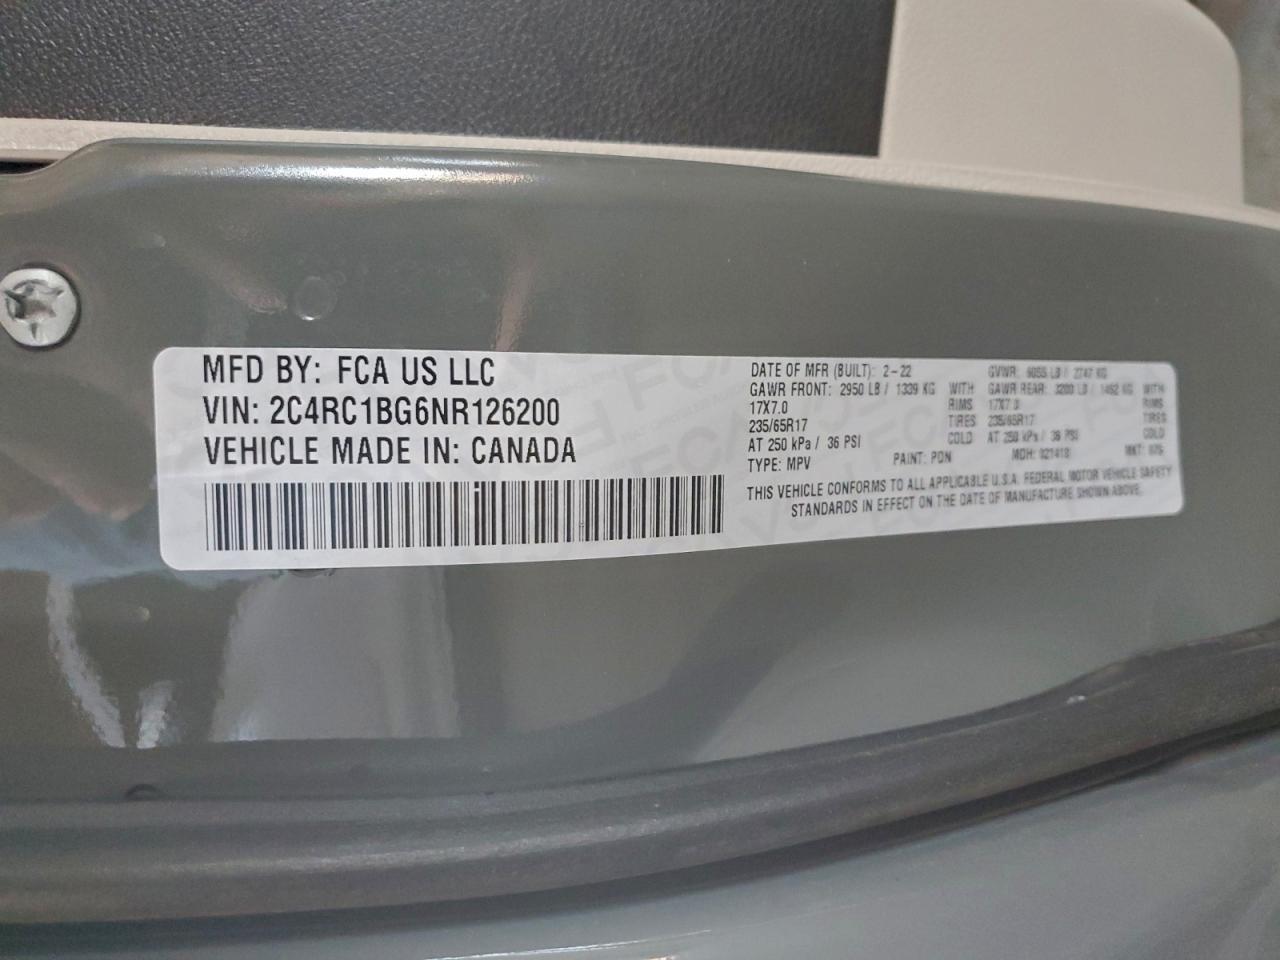 MFD BY: FCA US LLC
VIN: 2C4RC1BG6NR126200
VEHICLE MADE IN: CANADA
DATE OF MFR (BUILT): 2-22 GVWR: 6055 LB / 2747 KG
GAWR FRONT: 2950 LB / 1339 KG WITH GAWR REAR: 3200 LB / 1452 KG WITH
17X7.0 RIMS 17X7.0 RIMS
235/65R17 TIRES 235/65R17 TIRES
AT 250 kPa / 36 PSI COLD AT 250 kPa / 36 PSI COLD
TYPE: MPV PAINT: PDN MDH: 021418 MKT:
THIS VEHICLE CONFORMS TO ALL APPLICABLE U.S.A. FEDERAL MOTOR VEHICLE SAFETY
STANDARDS IN EFFECT ON THE DATE OF MANUFACTURE SHOWN ABOVE.